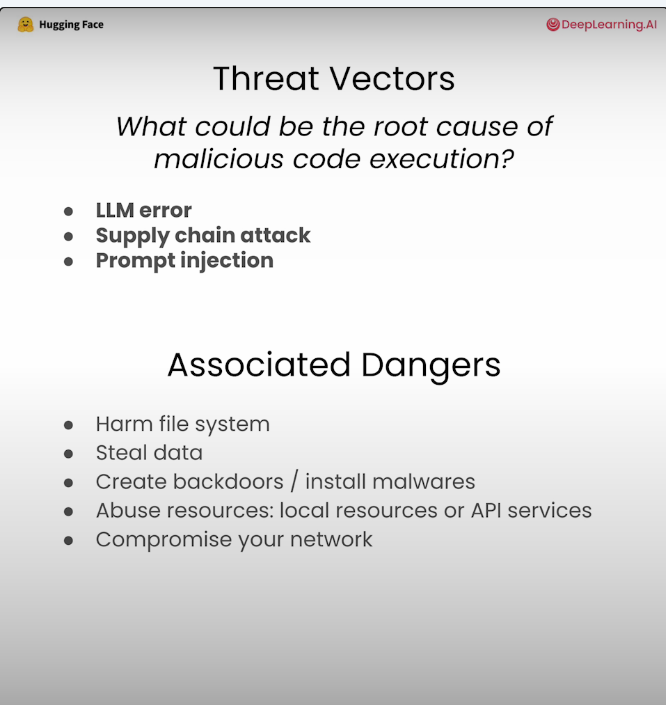 Hugging Face
DeepLearning.AI
Threat Vectors
What could be the root cause of
malicious code execution?
● LLM error
● Supply chain attack
● Prompt injection
Associated Dangers
● Harm file system
● Steal data
● Create backdoors / install malwares
● Abuse resources: local resources or API services
● Compromise your network